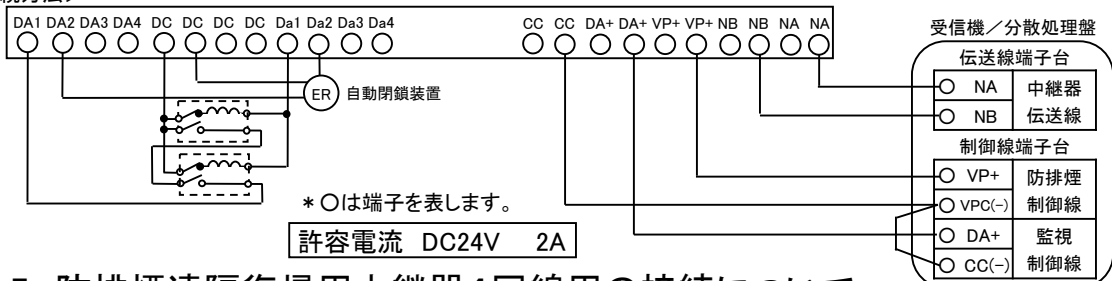 DA1 DA2 DA3 DA4 DC DC DC DC Da1 Da2 Da3 Da4 CC CC DA+ DA+ VP+ VP+ NB NB NA NA
受信機／分散処理盤
伝送線端子台
NA 中継器
NB 伝送線
ER 自動閉鎖装置
制御線端子台
VP+ 防排煙
VPC(-) 制御線
DA+ 監視
CC(-) 制御線
＊○は端子を表します。
許容電流 DC24V 2A